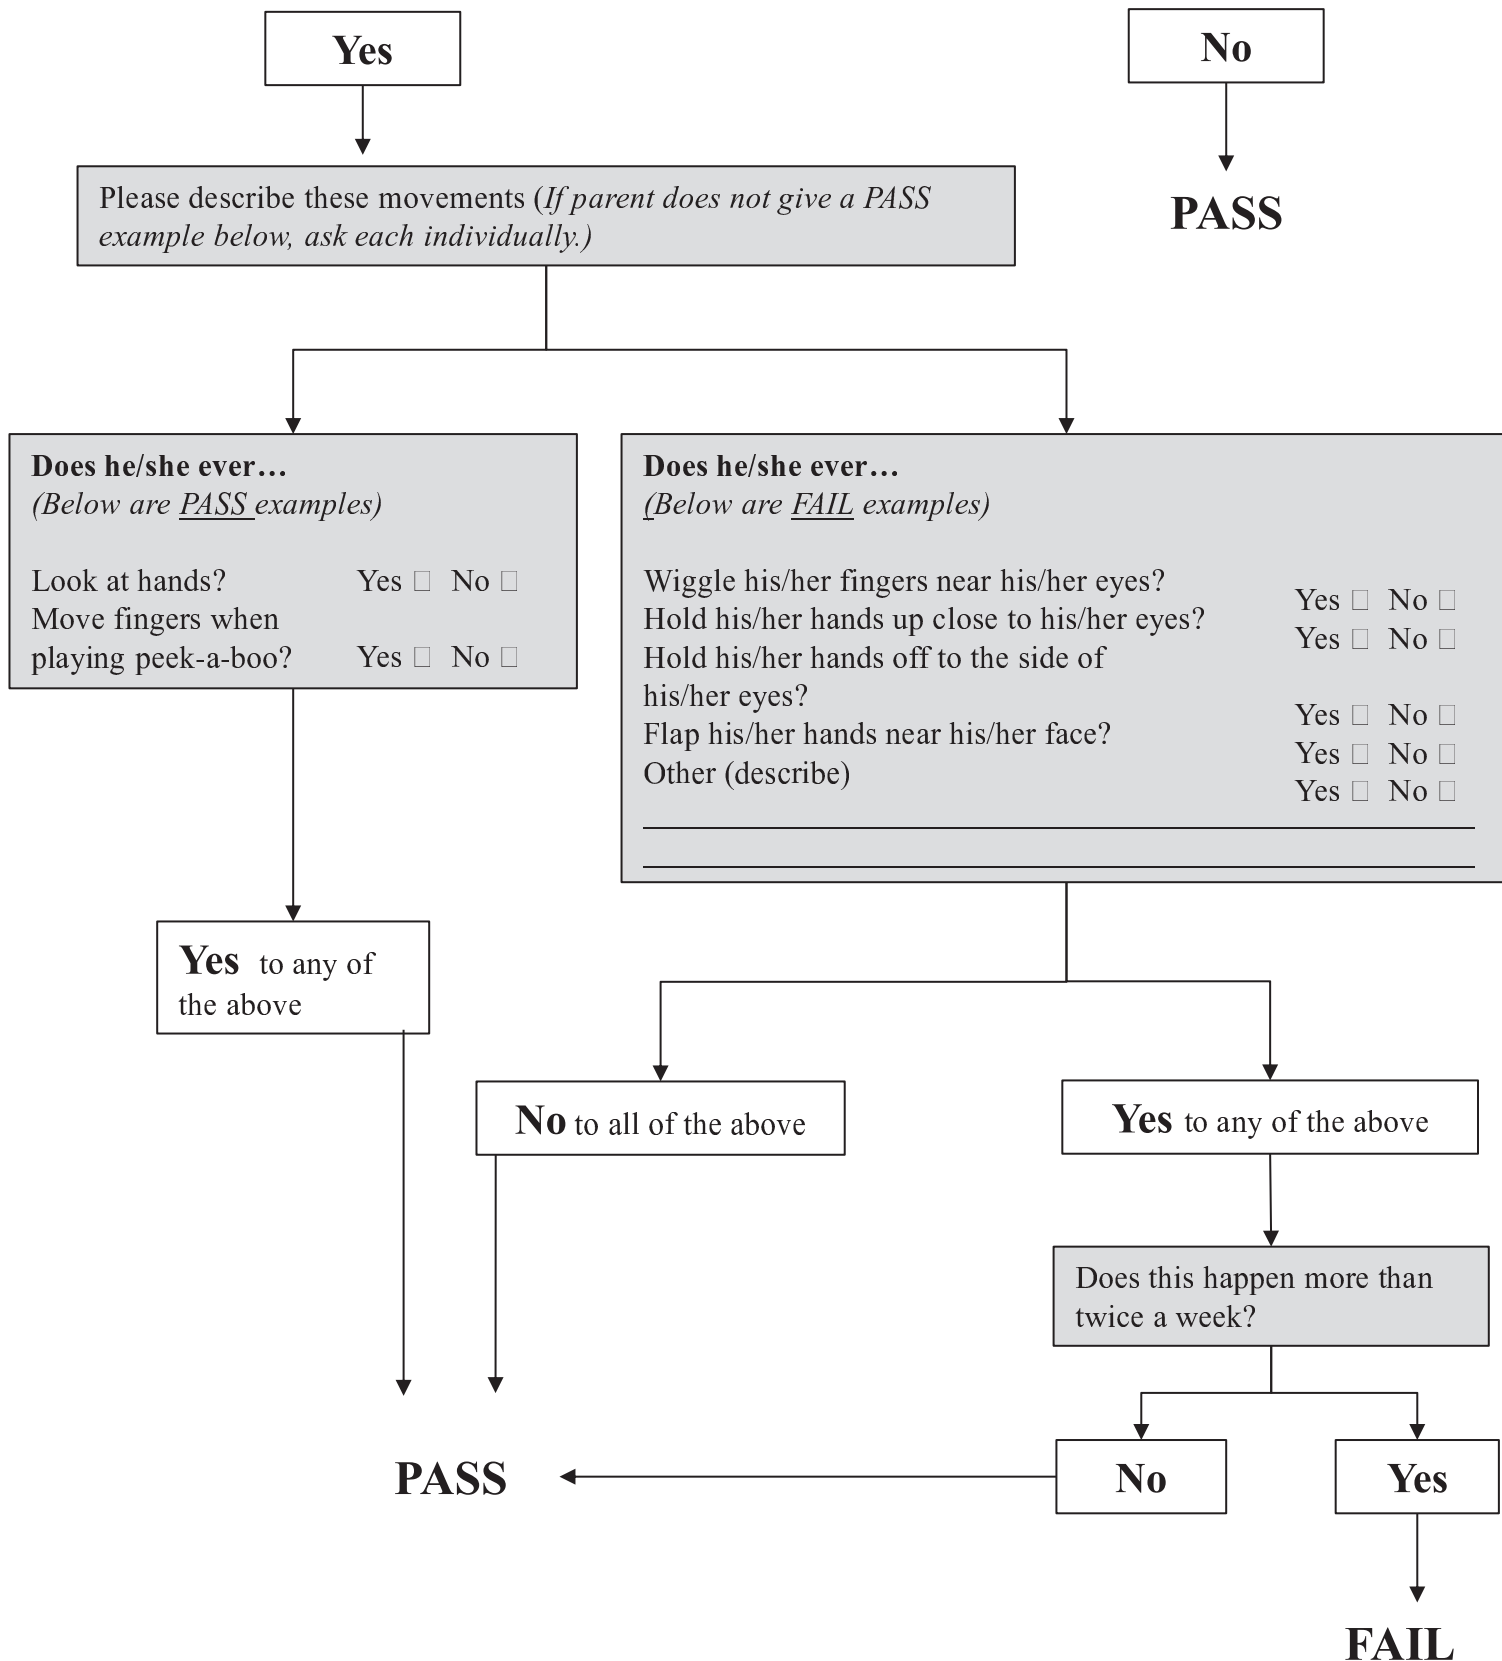 Yes
No
PASS
Please describe these movements (If parent does not give a PASS
example below, ask each individually.)
Does he/she ever…
(Below are PASS examples)
Look at hands? Yes □ No □
Move fingers when
playing peek-a-boo? Yes □ No □
Does he/she ever…
(Below are FAIL examples)
Wiggle his/her fingers near his/her eyes? Yes □ No □
Hold his/her hands up close to his/her eyes? Yes □ No □
Hold his/her hands off to the side of
his/her eyes? Yes □ No □
Flap his/her hands near his/her face? Yes □ No □
Other (describe) Yes □ No □
Yes to any of
the above
No to all of the above
Yes to any of the above
Does this happen more than
twice a week?
PASS
No
Yes
FAIL